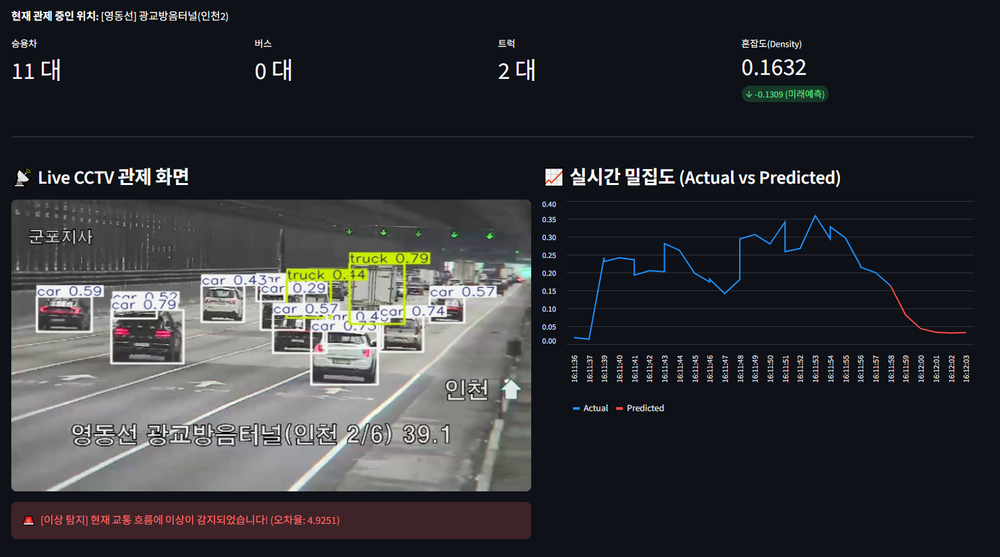 현재 관제 중인 위치: [영동선] 광교방음터널(인천2)
승용차
11 대
버스
0 대
트럭
2 대
혼잡도(Density)
0.1632
↓ -0.1309 (미래예측)
Live CCTV 관제 화면
군포지사
truck 0.79
truck 0.44
car 0.43
car 0.29
car 0.59
car 0.57
car 0.79
car 0.57
car 0.74
car 0.73
인천
영동선 광교방음터널(인천 2/6) 39.1
[이상 탐지] 현재 교통 흐름에 이상이 감지되었습니다! (오차율: 4.9251)
실시간 밀집도 (Actual vs Predicted)
0.40
0.35
0.30
0.25
0.20
0.15
0.10
0.05
0.00
16:11:36
16:11:37
16:11:39
16:11:40
16:11:41
16:11:42
16:11:43
16:11:44
16:11:45
16:11:46
16:11:47
16:11:48
16:11:49
16:11:50
16:11:51
16:11:52
16:11:53
16:11:54
16:11:55
16:11:56
16:11:57
16:11:58
16:11:59
16:12:00
16:12:01
16:12:02
16:12:03
Actual
Predicted